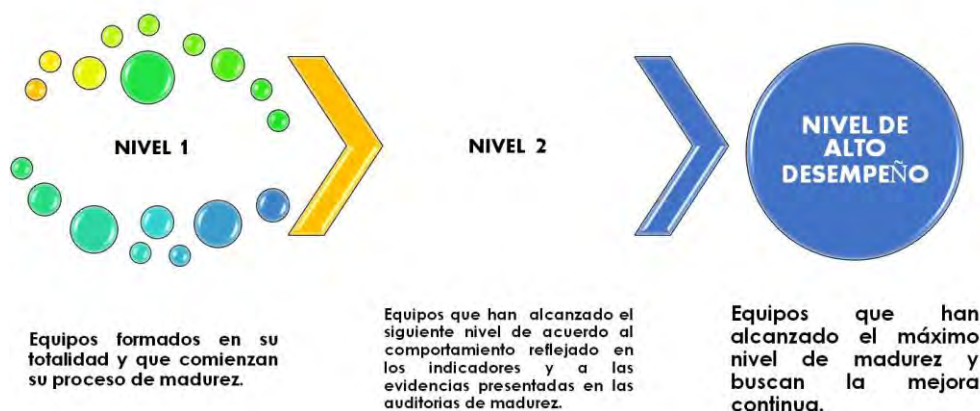 NIVEL 1
NIVEL 2
NIVEL DE
ALTO
DESEMPEÑO
Equipos formados en su
totalidad y que comienzan
su proceso de madurez.
Equipos que han alcanzado el
siguiente nivel de acuerdo al
comportamiento reflejado en
los indicadores y a las
evidencias presentadas en las
auditorias de madurez.
Equipos que han
alcanzado el máximo
nivel de madurez y
buscan la mejora
continua.